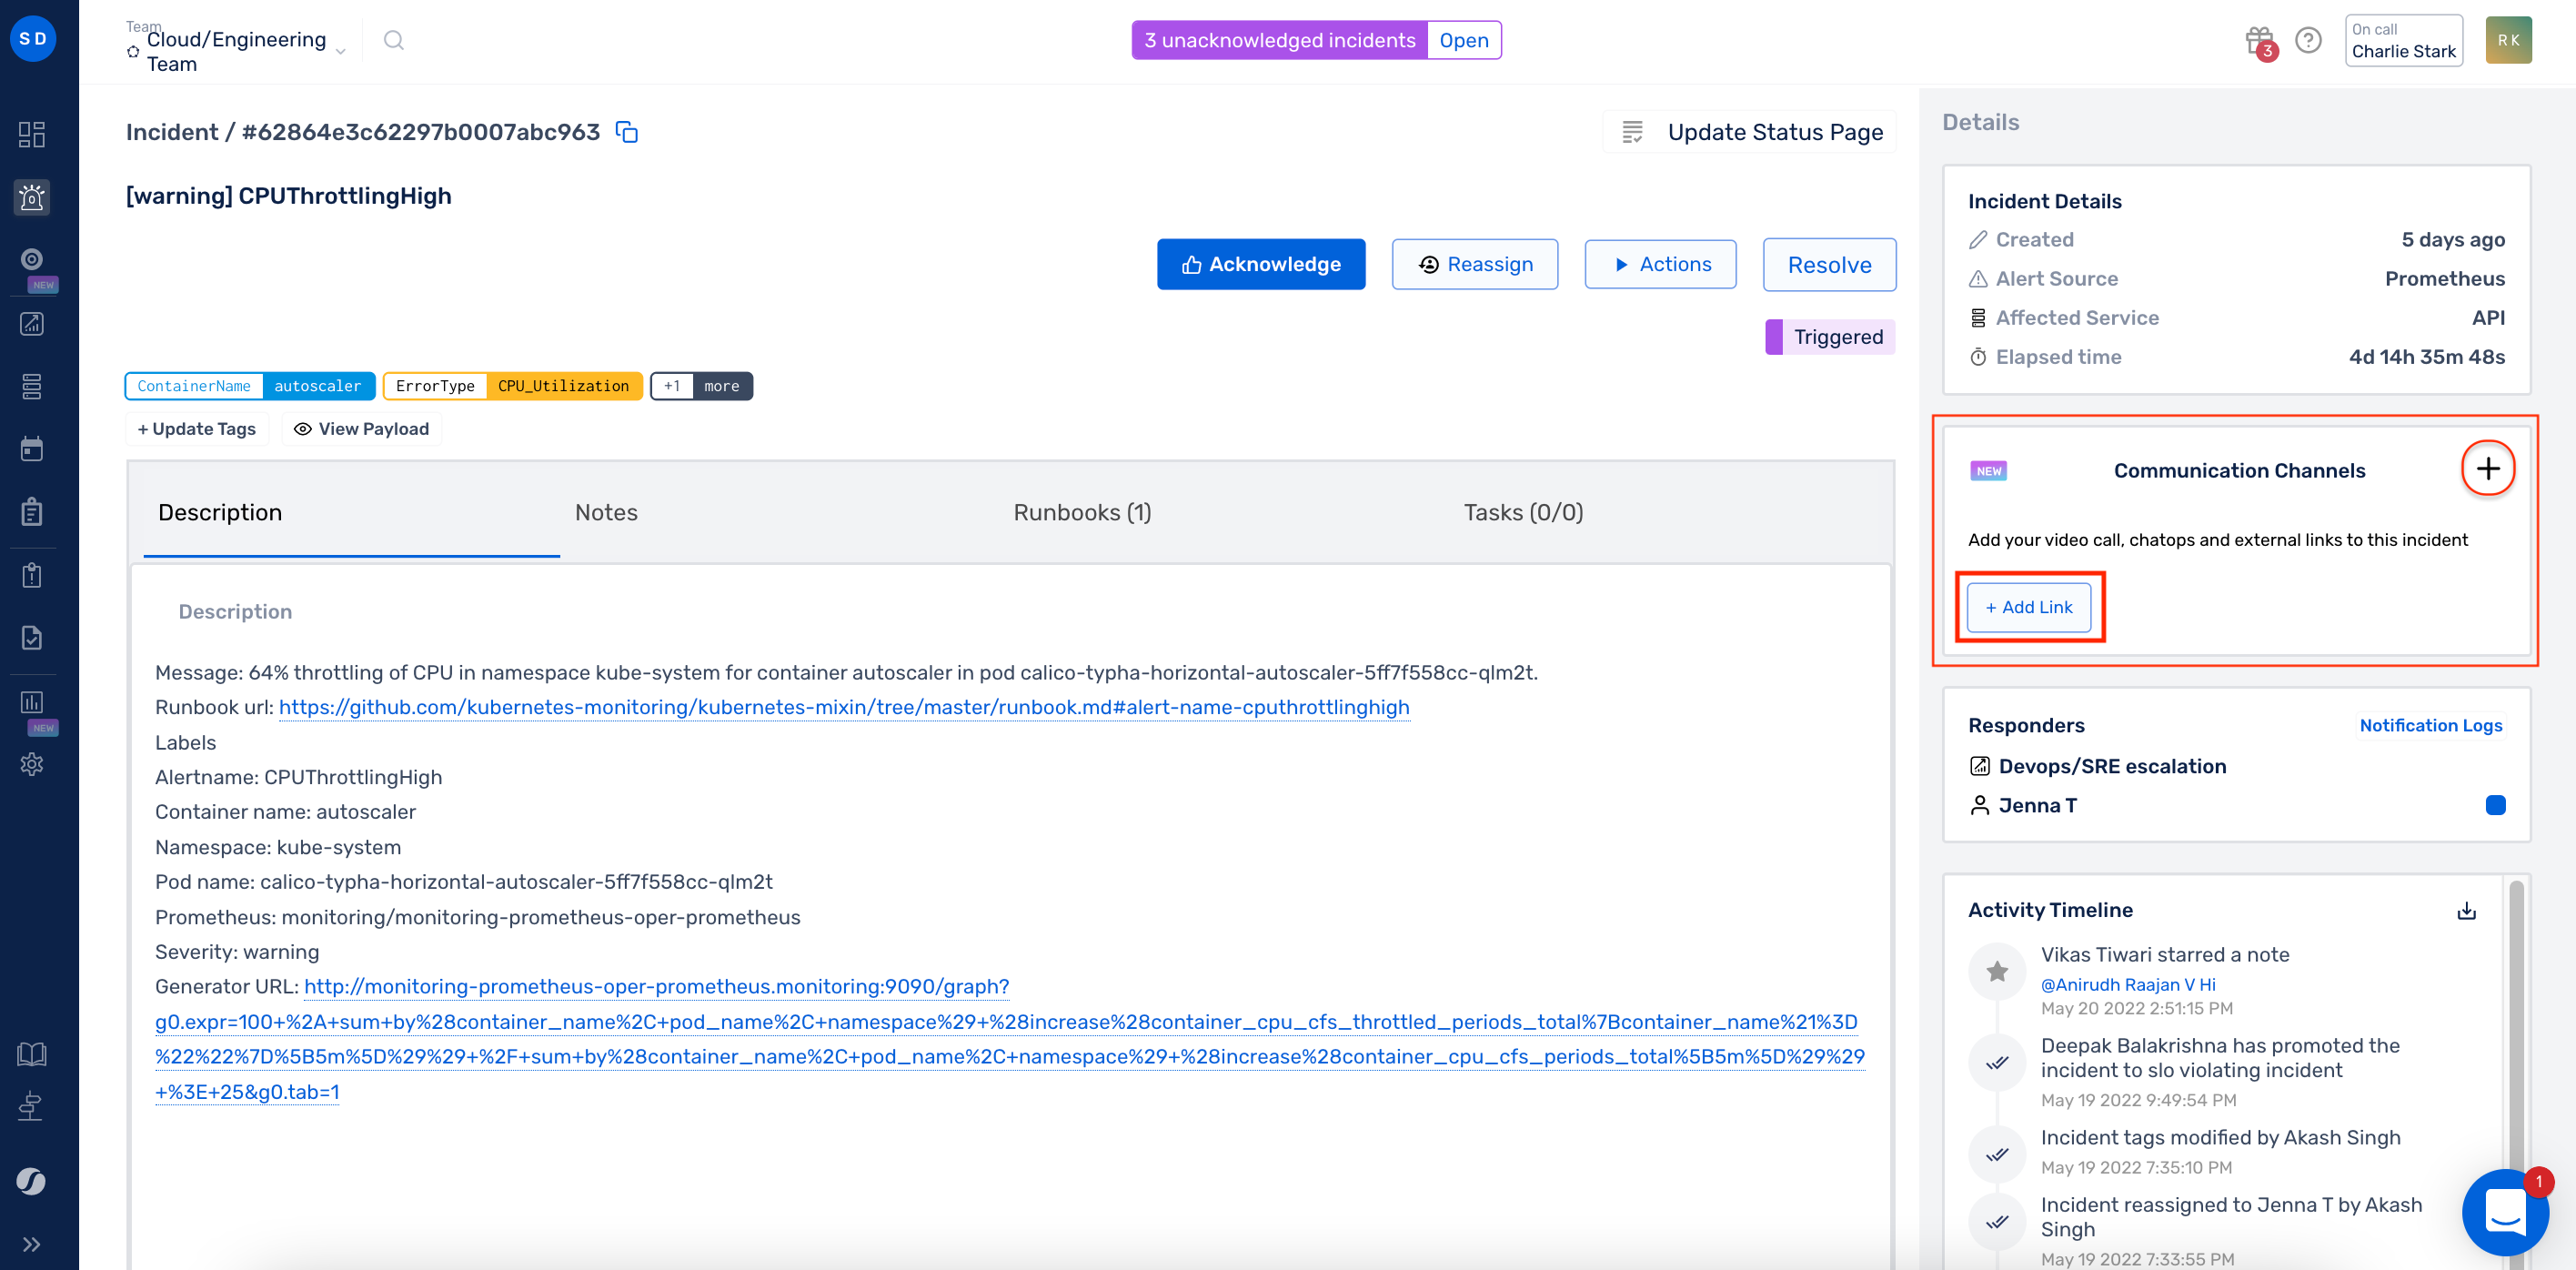 S D
Team
Cloud/Engineering
Team
3 unacknowledged incidents Open
3
On call
Charlie Stark
R K
NEW
NEW
Incident / #62864e3c62297b0007abc963
Update Status Page
[warning] CPUThrottlingHigh
Acknowledge
Reassign
Actions
Resolve
Triggered
ContainerName autoscaler ErrorType CPU_Utilization +1 more
+ Update Tags View Payload
Description Notes Runbooks (1) Tasks (0/0)
Description
Message: 64% throttling of CPU in namespace kube-system for container autoscaler in pod calico-typha-horizontal-autoscaler-5ff7f558cc-qlm2t.
Runbook url: https://github.com/kubernetes-monitoring/kubernetes-mixin/tree/master/runbook.md#alert-name-cputhrottlinghigh
Labels
Alertname: CPUThrottlingHigh
Container name: autoscaler
Namespace: kube-system
Pod name: calico-typha-horizontal-autoscaler-5ff7f558cc-qlm2t
Prometheus: monitoring/monitoring-prometheus-oper-prometheus
Severity: warning
Generator URL: http://monitoring-prometheus-oper-prometheus.monitoring:9090/graph?
g0.expr=100+%2A+sum+by%28container_name%2C+pod_name%2C+namespace%29+%28increase%28container_cpu_cfs_throttled_periods_total%7Bcontainer_name%21%3D
%22%22%7D%5B5m%5D%29%29+%2F+sum+by%28container_name%2C+pod_name%2C+namespace%29+%28increase%28container_cpu_cfs_periods_total%5B5m%5D%29%29
+%3E+25&g0.tab=1
Details
Incident Details
Created 5 days ago
Alert Source Prometheus
Affected Service API
Elapsed time 4d 14h 35m 48s
NEW Communication Channels
Add your video call, chatops and external links to this incident
+ Add Link
Responders Notification Logs
Devops/SRE escalation
Jenna T
Activity Timeline
Vikas Tiwari starred a note
@Anirudh Raajan V Hi
May 20 2022 2:51:15 PM
Deepak Balakrishna has promoted the
incident to slo violating incident
May 19 2022 9:49:54 PM
Incident tags modified by Akash Singh
May 19 2022 7:35:10 PM
Incident reassigned to Jenna T by Akash
Singh
May 19 2022 7:33:55 PM
1